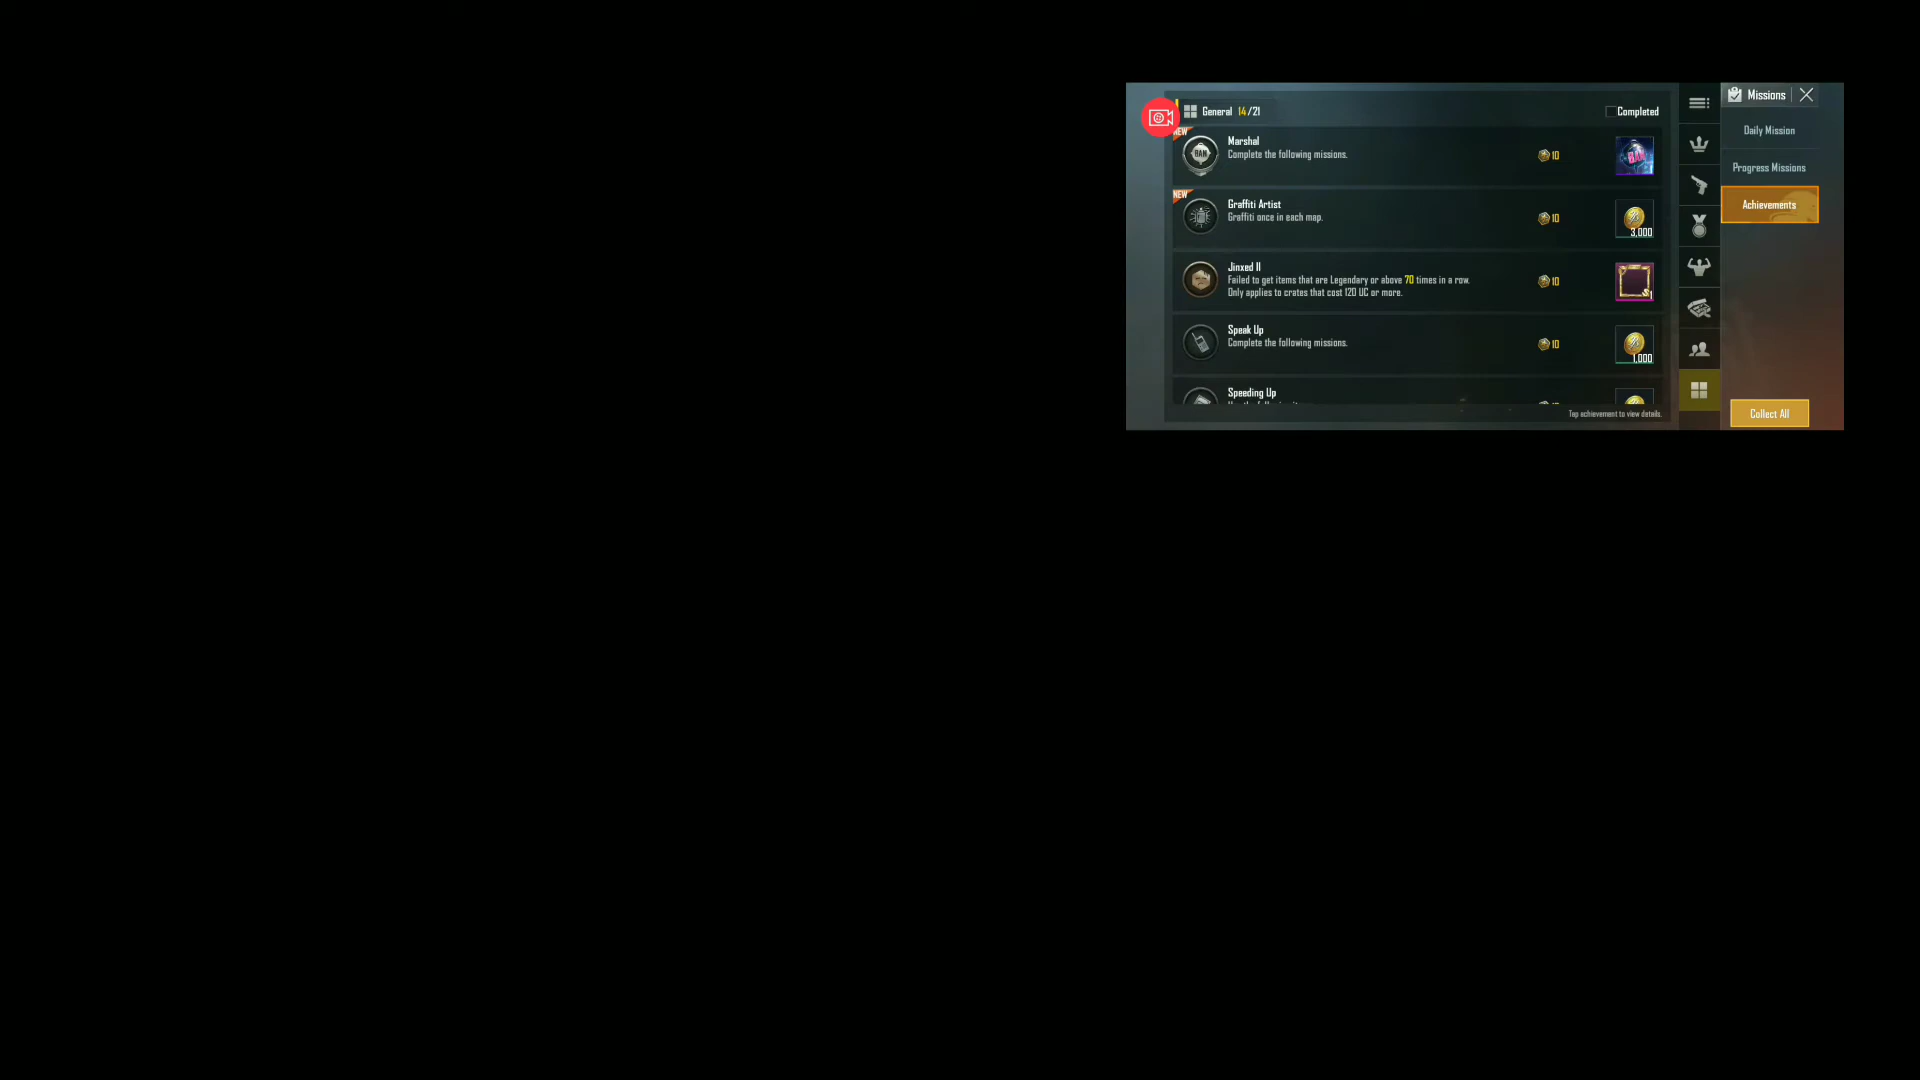 General 14/21
Completed
NEW
BAN
Marshal
Complete the following missions.
10
BAN
NEW
Graffiti Artist
Graffiti once in each map.
10
3,000
Jinxed II
Failed to get items that are Legendary or above 70 times in a row.
Only applies to crates that cost 120 UC or more.
10
1
Speak Up
Complete the following missions.
10
1,000
Speeding Up
Tap achievement to view details.
Missions
Daily Mission
Progress Missions
Achievements
Collect All